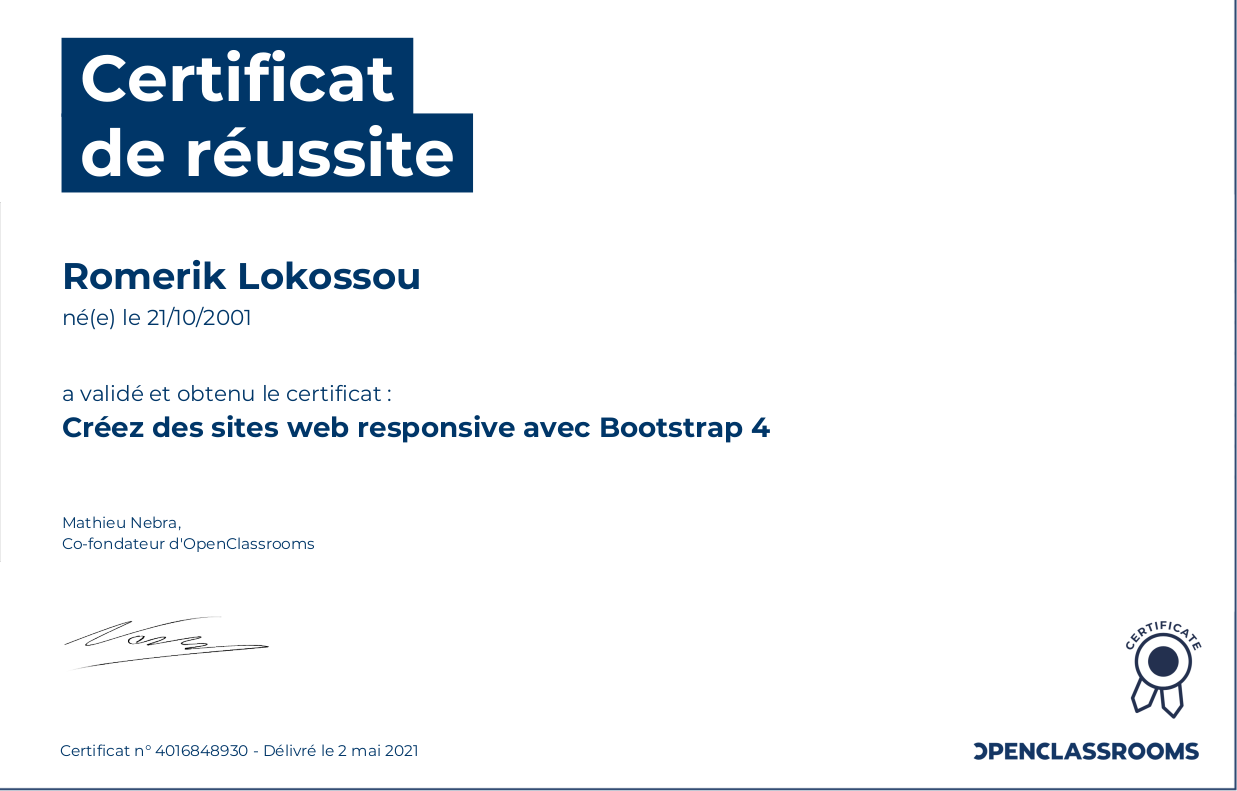 Certificat
de réussite
Romerik Lokossou
né(e) le 21/10/2001
a validé et obtenu le certificat :
Créez des sites web responsive avec Bootstrap 4
Mathieu Nebra,
Co-fondateur d'OpenClassrooms
CERTIFICATE
Certificat n° 4016848930 - Délivré le 2 mai 2021
OPENCLASSROOMS